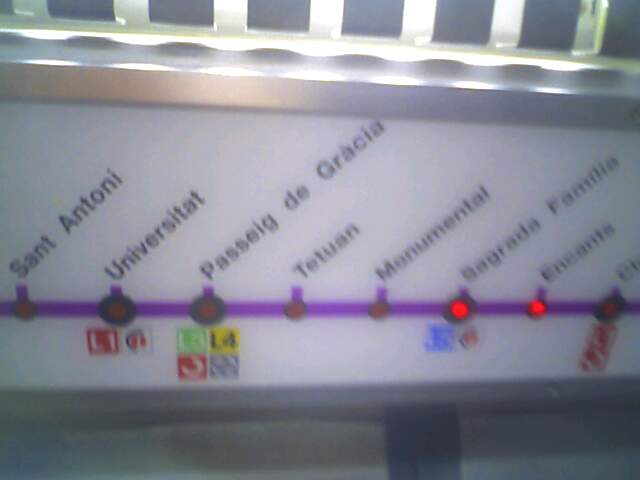 Sant Antoni
Universitat
Passeig de Gràcia
Tetuan
Monumental
Sagrada Família
Encants
L1
L3 L4